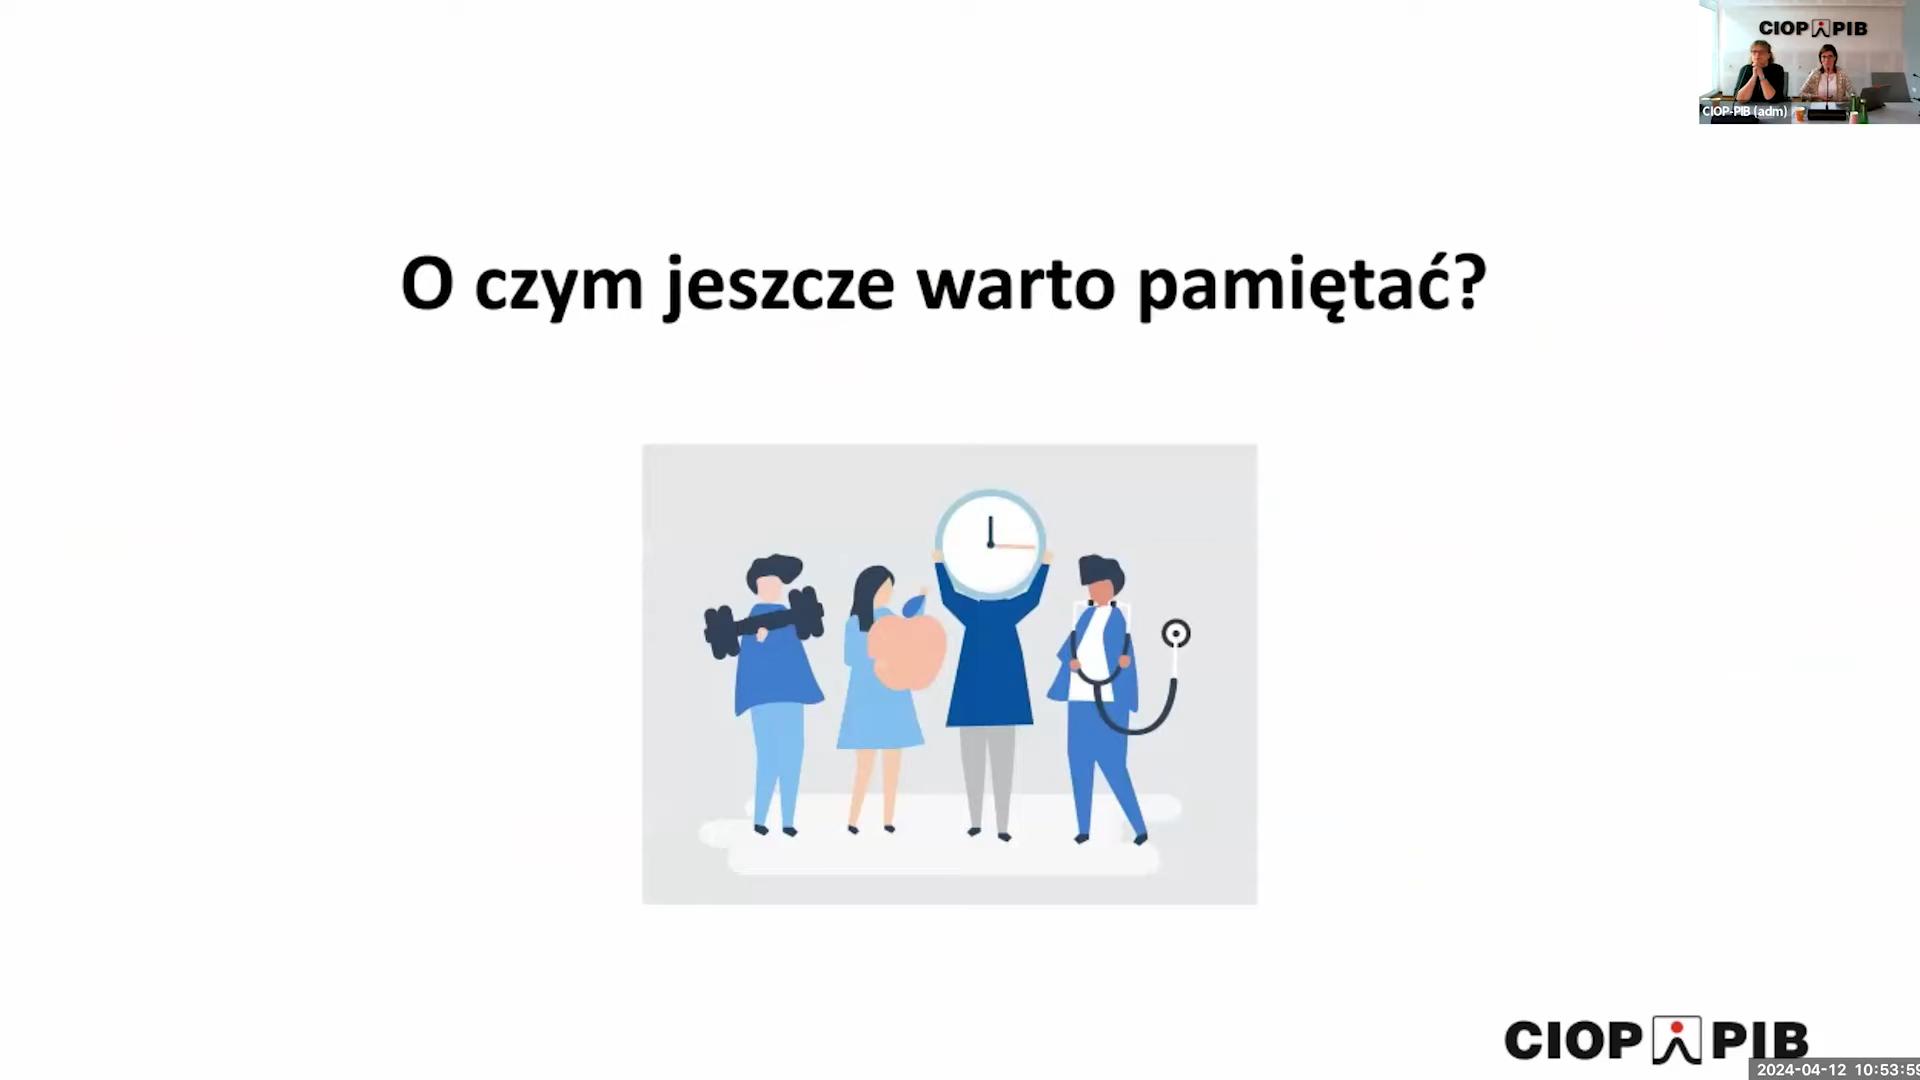 CIOP PIB
CIOP-PIB (adm)
O czym jeszcze warto pamiętać?
CIOP PIB
2024-04-12 10:53:59